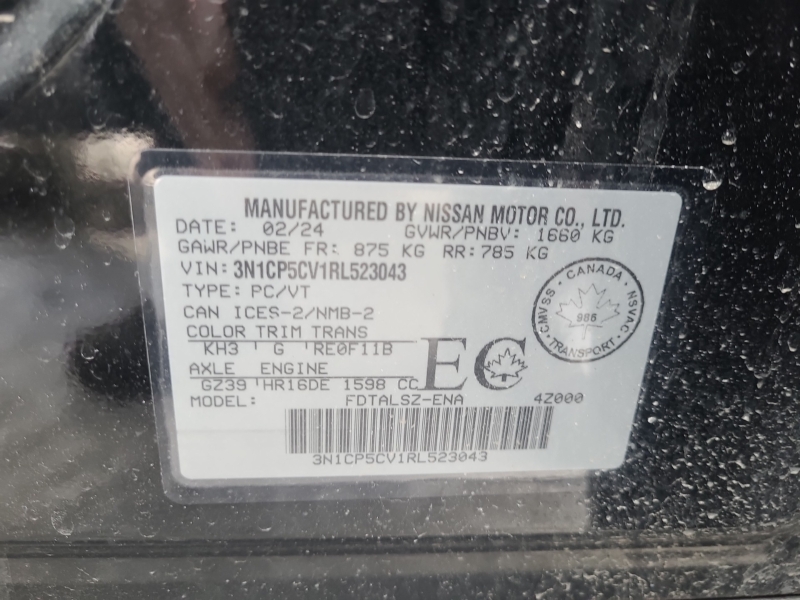 MANUFACTURED BY NISSAN MOTOR CO., LTD.
DATE: 02/24 GVWR/PNBV: 1660 KG
GAWR/PNBE FR: 875 KG RR: 785 KG
VIN: 3N1CP5CV1RL523043
TYPE: PC/VT
CAN ICES-2/NMB-2
COLOR TRIM TRANS
KH3 ' G 'RE0F11B
AXLE ENGINE
GZ39 'HR16DE 1598 CC
EC
MODEL: FDTALSZ-ENA 4Z000
3N1CP5CV1RL523043
CANADA
CMVSS · NSVAC
986
TRANSPORT